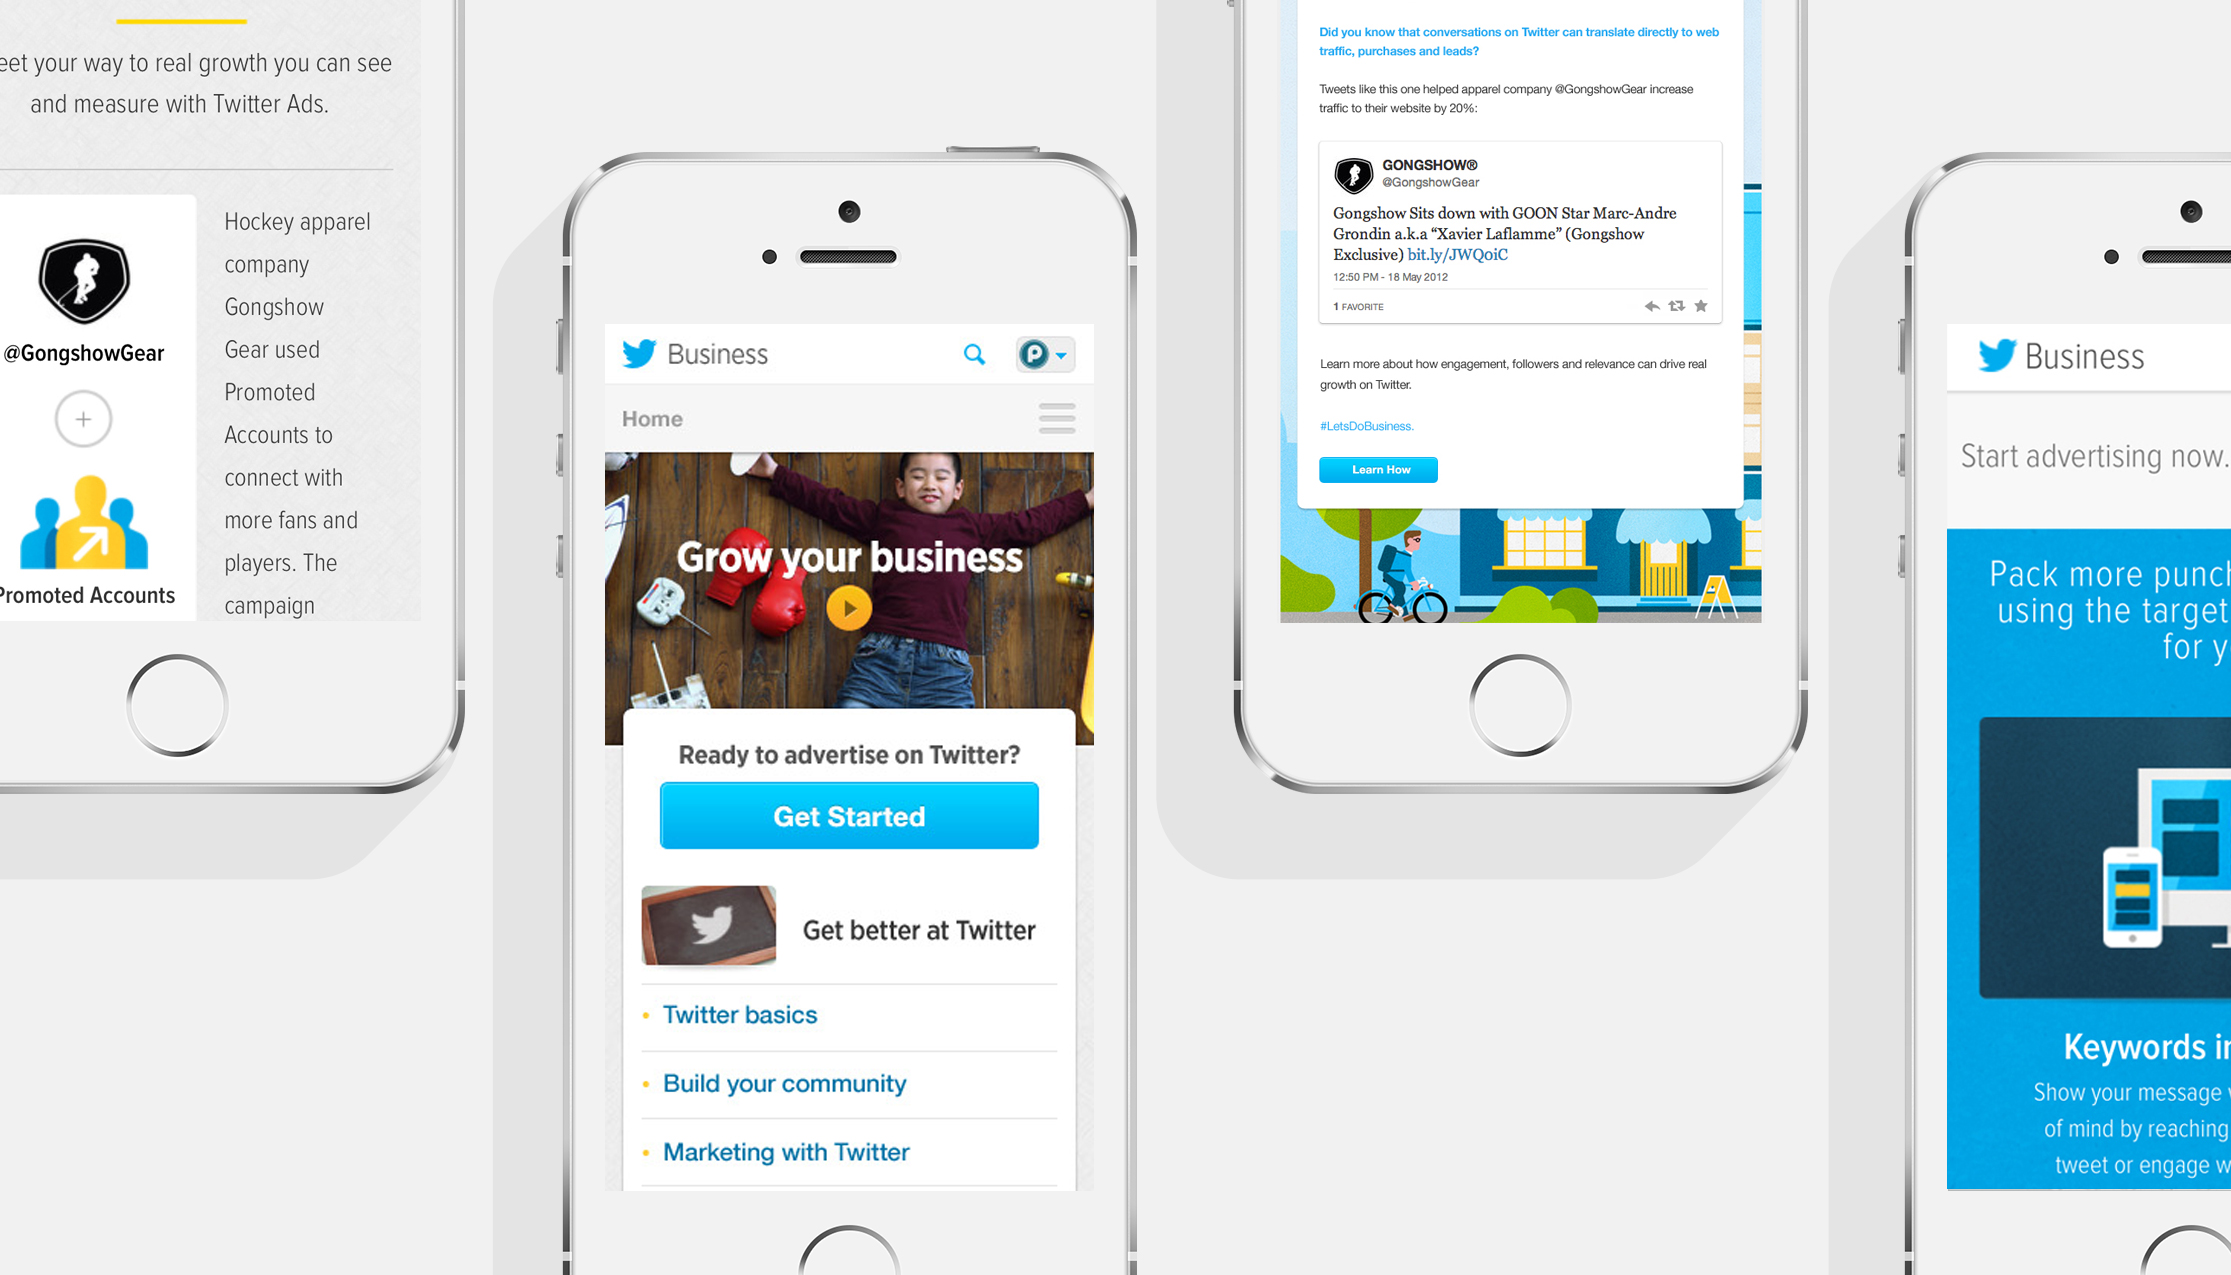 eet your way to real growth you can see
and measure with Twitter Ads.
@GongshowGear
+
Promoted Accounts
Hockey apparel
company
Gongshow
Gear used
Promoted
Accounts to
connect with
more fans and
players. The
campaign
Business
P
Home
Grow your business
Ready to advertise on Twitter?
Get Started
Get better at Twitter
• Twitter basics
• Build your community
• Marketing with Twitter
Did you know that conversations on Twitter can translate directly to web
traffic, purchases and leads?
Tweets like this one helped apparel company @GongshowGear increase
traffic to their website by 20%:
GONGSHOW®
@GongshowGear
Gongshow Sits down with GOON Star Marc-Andre
Grondin a.k.a “Xavier Laflamme” (Gongshow
Exclusive) bit.ly/JWQoiC
12:50 PM - 18 May 2012
1 FAVORITE
Learn more about how engagement, followers and relevance can drive real
growth on Twitter.
#LetsDoBusiness.
Learn How
Business
Start advertising now.
Pack more punch
using the target
for y
Keywords in
Show your message
of mind by reaching
tweet or engage w